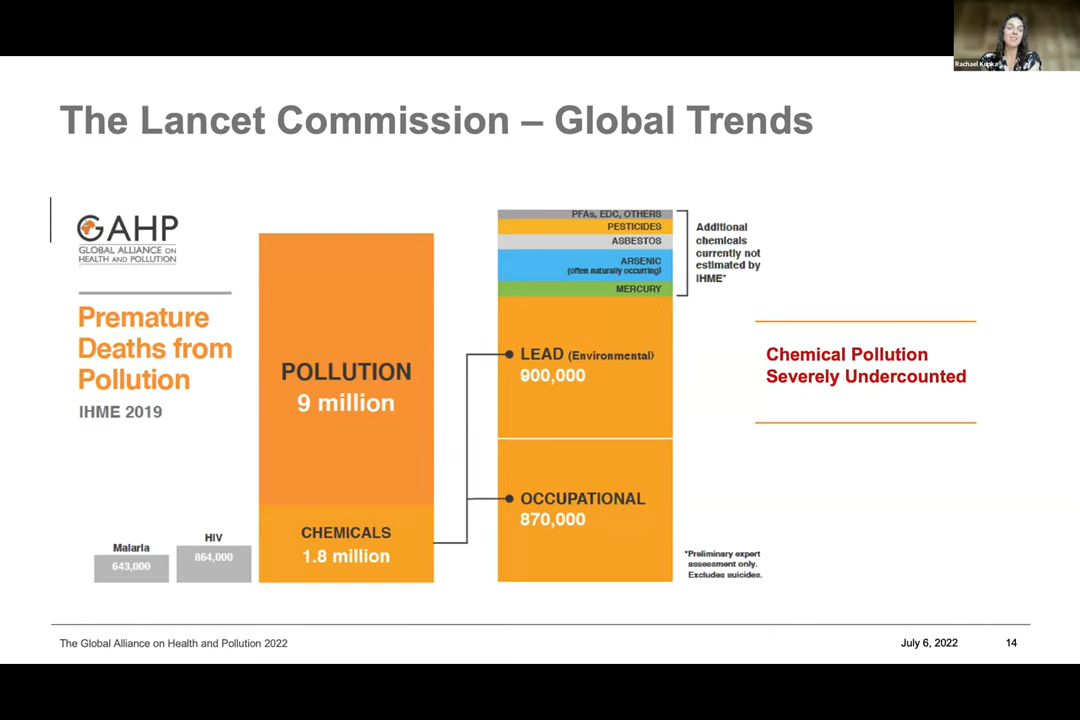 Rachael Kupka
The Lancet Commission – Global Trends
GAHP
GLOBAL ALLIANCE ON
HEALTH AND POLLUTION
Premature
Deaths from
Pollution
IHME 2019
Malaria
643,000
HIV
864,000
POLLUTION
9 million
CHEMICALS
1.8 million
PFAs, EDC, OTHERS
PESTICIDES
ASBESTOS
ARSENIC
(often naturally occurring)
MERCURY
LEAD (Environmental)
900,000
OCCUPATIONAL
870,000
Additional
chemicals
currently not
estimated by
IHME*
*Preliminary expert
assessment only.
Excludes suicides.
Chemical Pollution
Severely Undercounted
The Global Alliance on Health and Pollution 2022
July 6, 2022
14